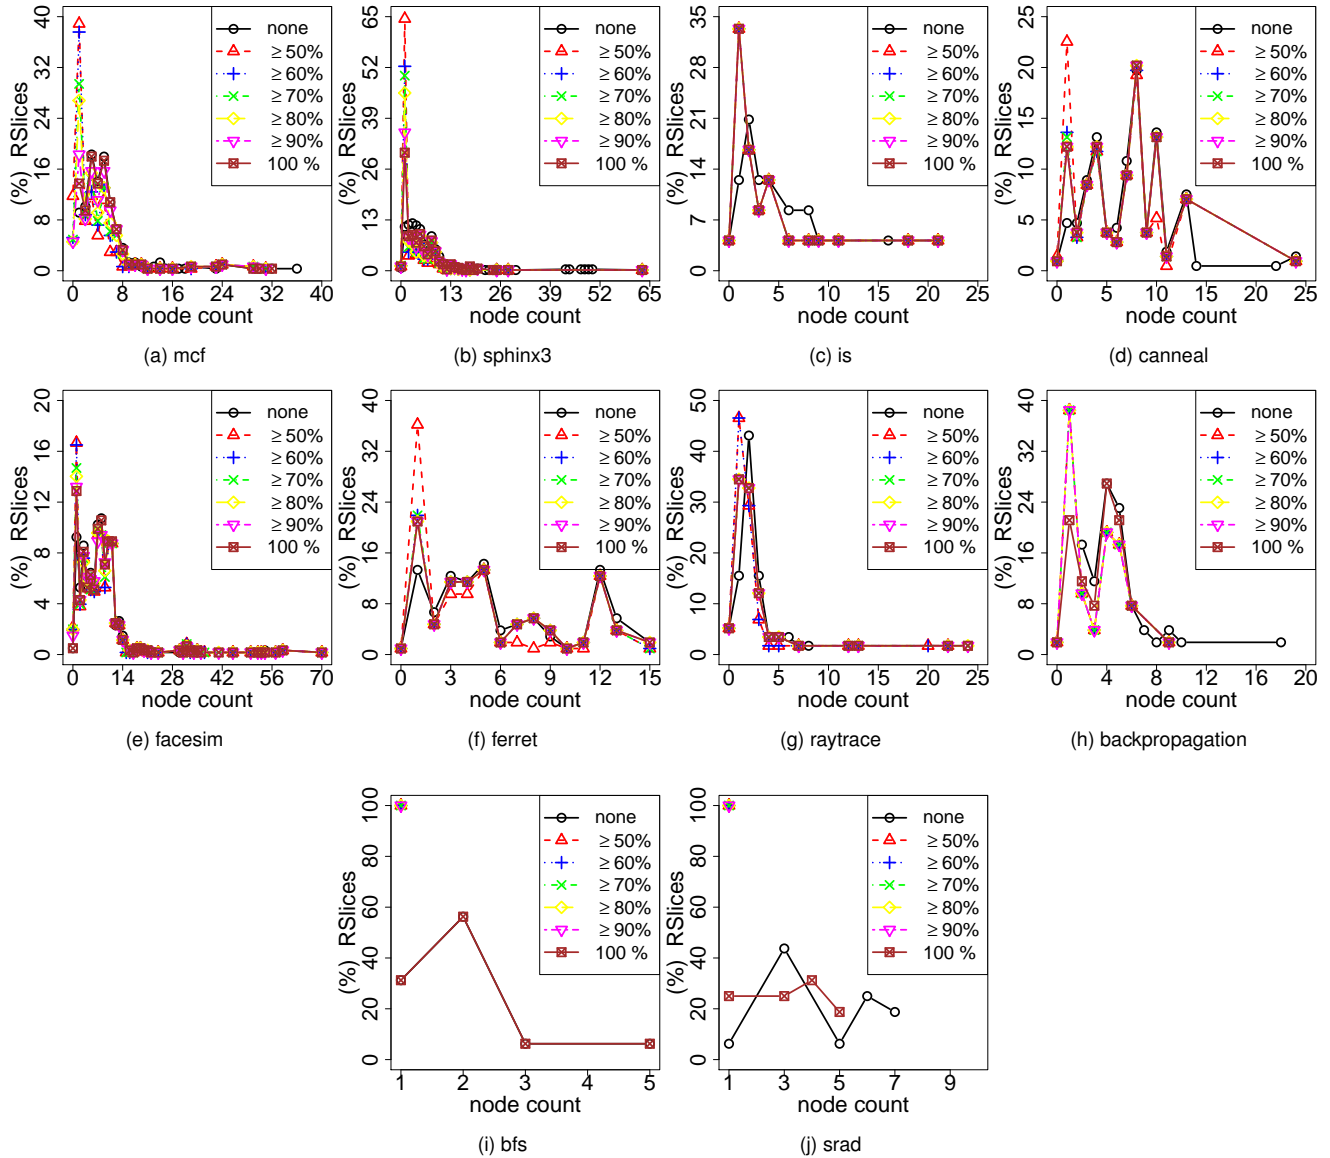 (%) RSlices
0 8 16 24 32 40
none
≥ 50%
≥ 60%
≥ 70%
≥ 80%
≥ 90%
100 %
0 8 16 24 32 40
node count
(a) mcf
(%) RSlices
0 13 26 39 52 65
none
≥ 50%
≥ 60%
≥ 70%
≥ 80%
≥ 90%
100 %
0 13 26 39 52 65
node count
(b) sphinx3
(%) RSlices
0 7 14 21 28 35
none
≥ 50%
≥ 60%
≥ 70%
≥ 80%
≥ 90%
100 %
0 5 10 15 20 25
node count
(c) is
(%) RSlices
0 5 10 15 20 25
none
≥ 50%
≥ 60%
≥ 70%
≥ 80%
≥ 90%
100 %
0 5 10 15 20 25
node count
(d) canneal
(%) RSlices
0 4 8 12 16 20
none
≥ 50%
≥ 60%
≥ 70%
≥ 80%
≥ 90%
100 %
0 14 28 42 56 70
node count
(e) facesim
(%) RSlices
0 8 16 24 32 40
none
≥ 50%
≥ 60%
≥ 70%
≥ 80%
≥ 90%
100 %
0 3 6 9 12 15
node count
(f) ferret
(%) RSlices
0 10 20 30 40 50
none
≥ 50%
≥ 60%
≥ 70%
≥ 80%
≥ 90%
100 %
0 5 10 15 20 25
node count
(g) raytrace
(%) RSlices
0 8 16 24 32 40
none
≥ 50%
≥ 60%
≥ 70%
≥ 80%
≥ 90%
100 %
0 4 8 12 16 20
node count
(h) backpropagation
(%) RSlices
0 20 40 60 80 100
none
≥ 50%
≥ 60%
≥ 70%
≥ 80%
≥ 90%
100 %
1 2 3 4 5
node count
(i) bfs
(%) RSlices
0 20 40 60 80 100
none
≥ 50%
≥ 60%
≥ 70%
≥ 80%
≥ 90%
100 %
1 3 5 7 9
node count
(j) srad